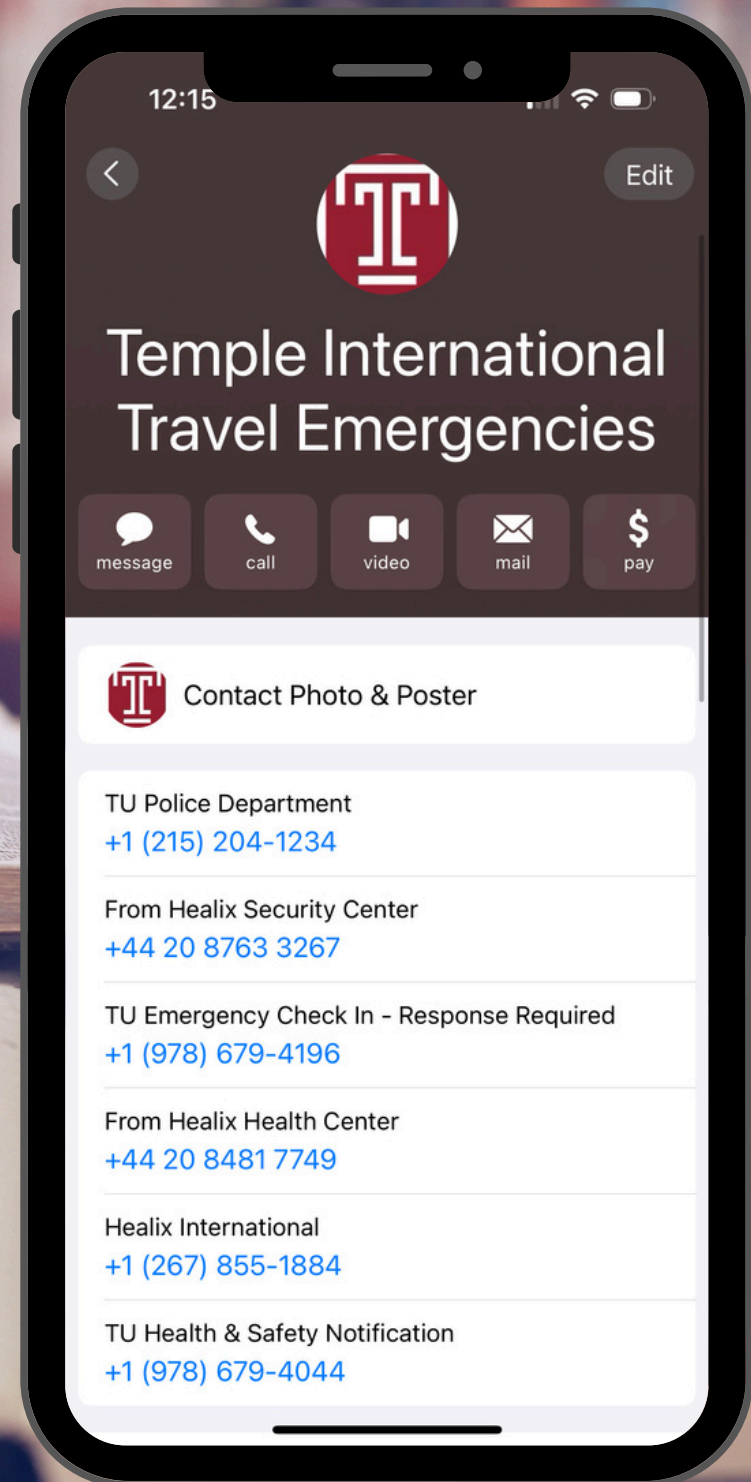 12:15
Edit
Temple International
Travel Emergencies
message call video mail pay
Contact Photo & Poster
TU Police Department
+1 (215) 204-1234
From Healix Security Center
+44 20 8763 3267
TU Emergency Check In - Response Required
+1 (978) 679-4196
From Healix Health Center
+44 20 8481 7749
Healix International
+1 (267) 855-1884
TU Health & Safety Notification
+1 (978) 679-4044